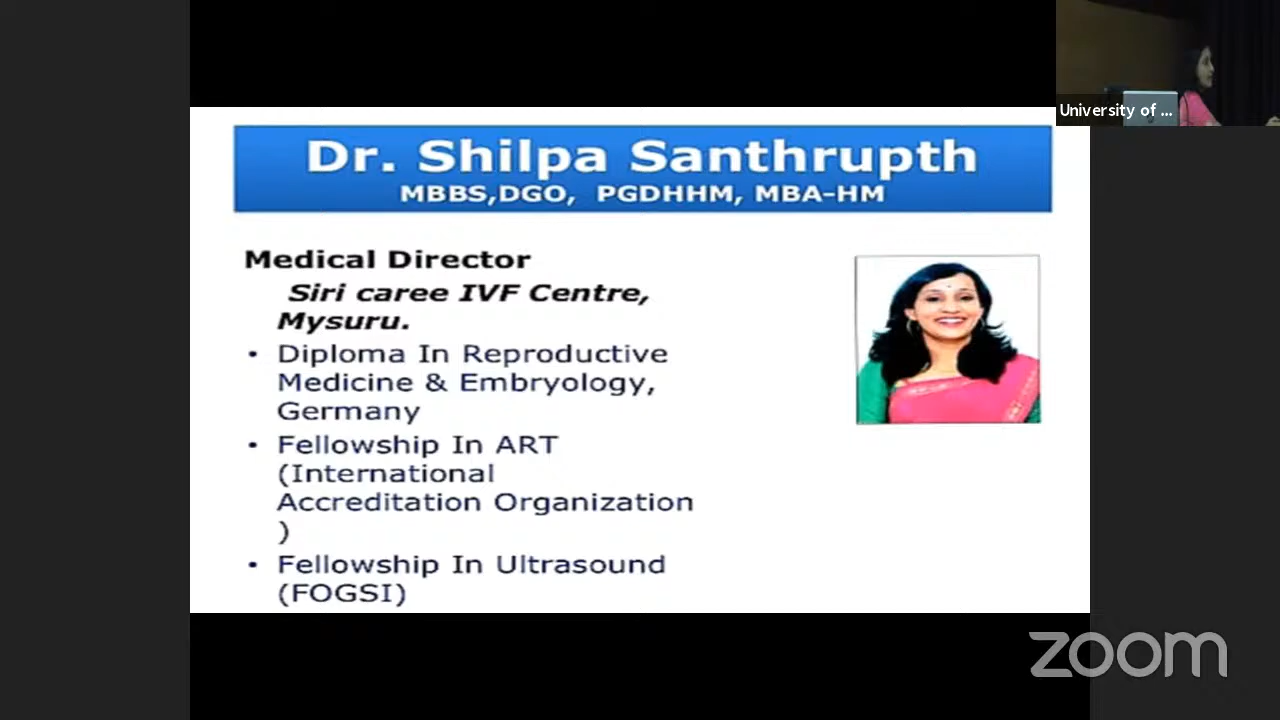 University of ...
Dr. Shilpa Santhrupth
MBBS,DGO, PGDHHM, MBA-HM
Medical Director
Siri caree IVF Centre,
Mysuru.
• Diploma In Reproductive
Medicine & Embryology,
Germany
• Fellowship In ART
(International
Accreditation Organization
)
• Fellowship In Ultrasound
(FOGSI)
zoom